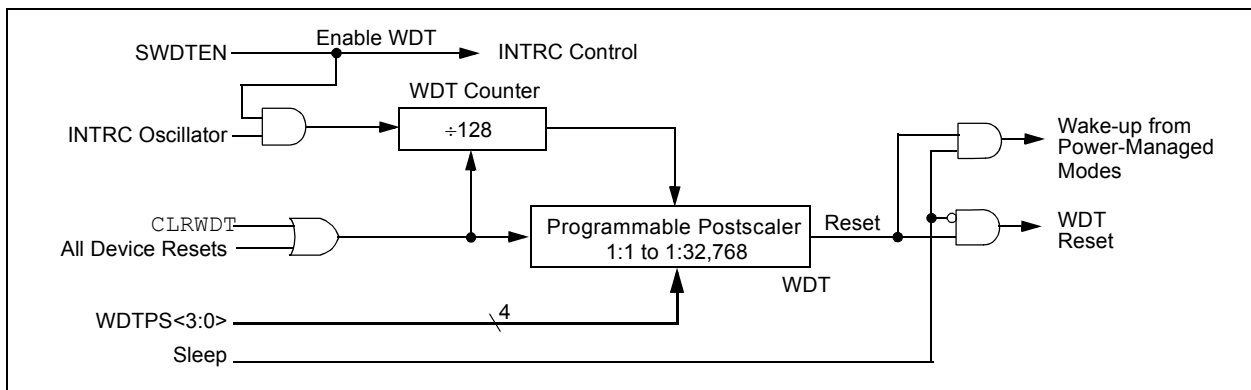 Enable WDT
SWDTEN
INTRC Control
WDT Counter
÷128
INTRC Oscillator
Wake-up from
Power-Managed
Modes
CLRWDT
All Device Resets
Programmable Postscaler
1:1 to 1:32,768
Reset
WDT
Reset
WDT
4
WDTPS<3:0>
Sleep